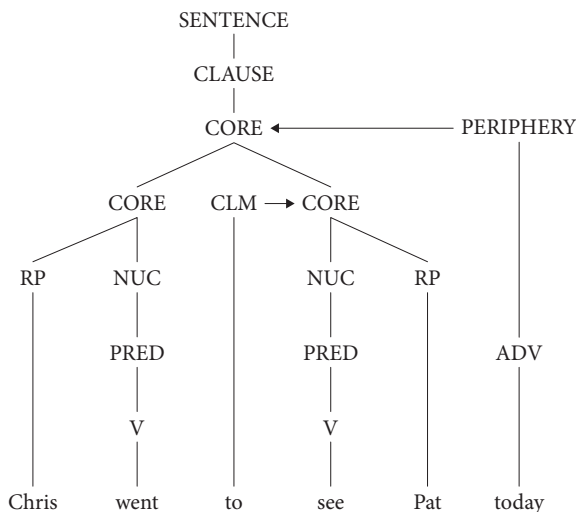 SENTENCE
CLAUSE
CORE PERIPHERY
CORE CLM CORE
RP NUC NUC RP
PRED PRED ADV
V V
Chris went to see Pat today